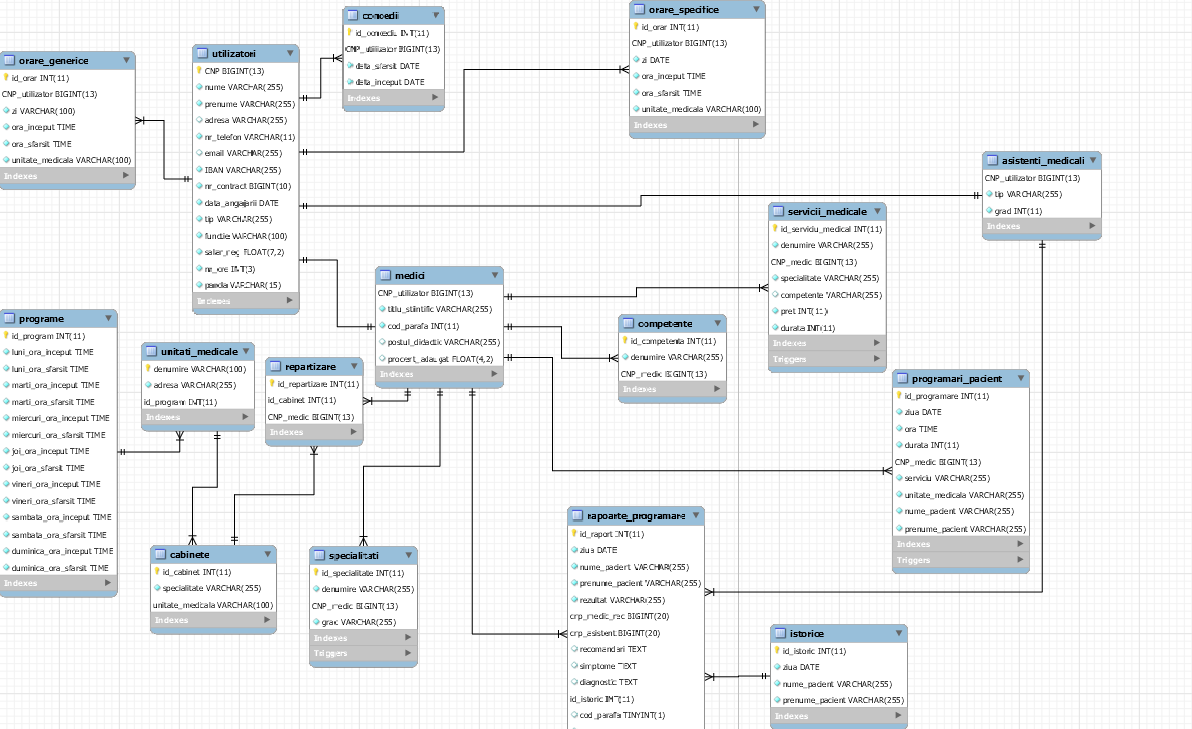 orare_generice
id_orar INT(11)
CNP_utilizator BIGINT(13)
zi VARCHAR(100)
ora_inceput TIME
ora_sfarsit TIME
unitate_medicala VARCHAR(100)
Indexes
utilizatori
CNP BIGINT(13)
nume VARCHAR(255)
prenume VARCHAR(255)
adresa VARCHAR(255)
nr_telefon VARCHAR(11)
email VARCHAR(255)
IBAN VARCHAR(255)
nr_contract BIGINT(10)
data_angajarii DATE
tip VARCHAR(255)
functie VARCHAR(100)
salar_neg FLOAT(7,2)
nr_ore INT(3)
parola VARCHAR(15)
Indexes
concedii
id_concediu INT(11)
CNP_utilizator BIGINT(13)
data_sfarsit DATE
data_inceput DATE
Indexes
orare_specifice
id_orar INT(11)
CNP_utilizator BIGINT(13)
zi DATE
ora_inceput TIME
ora_sfarsit TIME
unitate_medicala VARCHAR(100)
Indexes
asistenti_medicali
CNP_utilizator BIGINT(13)
tip VARCHAR(255)
grad INT(11)
Indexes
servicii_medicale
id_serviciu_medical INT(11)
denumire VARCHAR(255)
CNP_medic BIGINT(13)
specialitate VARCHAR(255)
competente VARCHAR(255)
pret INT(11)
durata INT(11)
Indexes
Triggers
medici
CNP_utilizator BIGINT(13)
titlu_stiintific VARCHAR(255)
cod_parafa INT(11)
postul_didactic VARCHAR(255)
procent_adaugat FLOAT(4,2)
Indexes
competente
id_competenta INT(11)
denumire VARCHAR(255)
CNP_medic BIGINT(13)
Indexes
programe
id_program INT(11)
luni_ora_inceput TIME
luni_ora_sfarsit TIME
marti_ora_inceput TIME
marti_ora_sfarsit TIME
miercuri_ora_inceput TIME
miercuri_ora_sfarsit TIME
joi_ora_inceput TIME
joi_ora_sfarsit TIME
vineri_ora_inceput TIME
vineri_ora_sfarsit TIME
sambata_ora_inceput TIME
sambata_ora_sfarsit TIME
duminica_ora_inceput TIME
duminica_ora_sfarsit TIME
Indexes
unitati_medicale
denumire VARCHAR(100)
adresa VARCHAR(255)
id_program INT(11)
Indexes
repartizare
id_repartizare INT(11)
id_cabinet INT(11)
CNP_medic BIGINT(13)
Indexes
programari_pacient
id_programare INT(11)
ziua DATE
ora TIME
durata INT(11)
CNP_medic BIGINT(13)
serviciu VARCHAR(255)
unitate_medicala VARCHAR(255)
nume_pacient VARCHAR(255)
prenume_pacient VARCHAR(255)
Indexes
Triggers
cabinete
id_cabinet INT(11)
specialitate VARCHAR(255)
unitate_medicala VARCHAR(100)
Indexes
specialitati
id_specialitate INT(11)
denumire VARCHAR(255)
CNP_medic BIGINT(13)
grad VARCHAR(255)
Indexes
Triggers
rapoarte_programare
id_raport INT(11)
ziua DATE
nume_pacient VARCHAR(255)
prenume_pacient VARCHAR(255)
rezultat VARCHAR(255)
cnp_medic_rec BIGINT(20)
cnp_asistent BIGINT(20)
recomandari TEXT
simptome TEXT
diagnostic TEXT
id_istoric INT(11)
cod_parafa TINYINT(1)
istorice
id_istoric INT(11)
ziua DATE
nume_pacient VARCHAR(255)
prenume_pacient VARCHAR(255)
Indexes